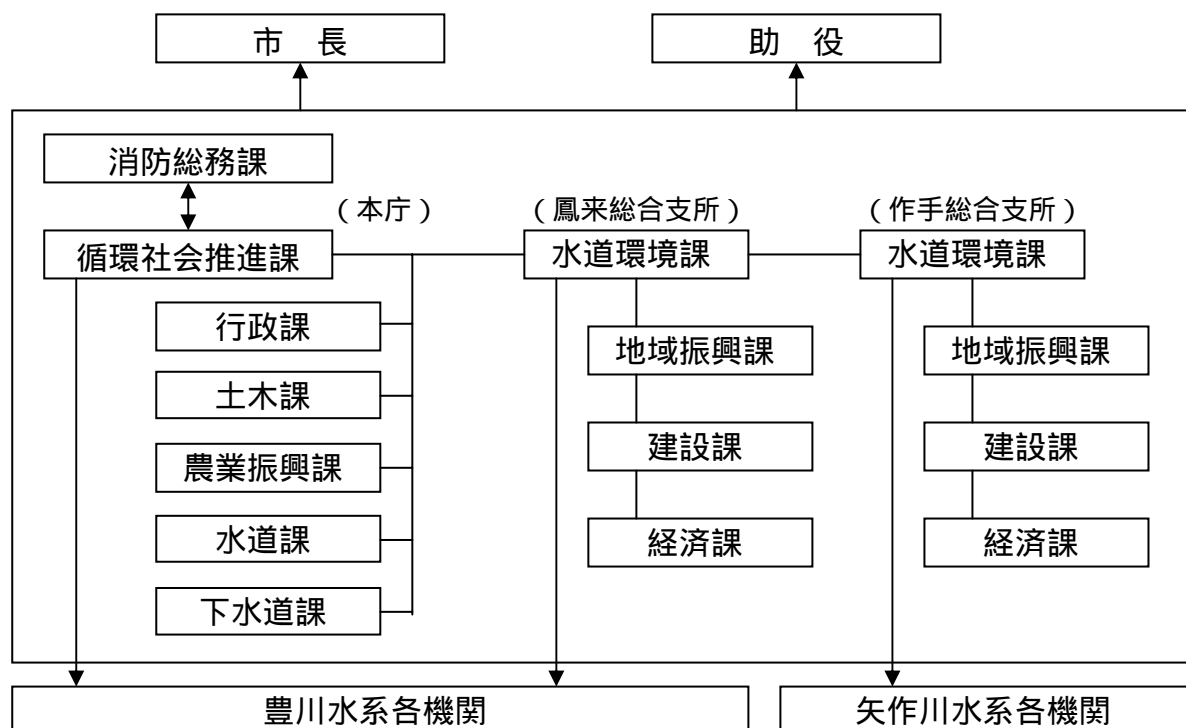 市　長
助　役
消防総務課
（本庁）
（鳳来総合支所）
（作手総合支所）
循環社会推進課
水道環境課
水道環境課
行政課
土木課
農業振興課
水道課
下水道課
地域振興課
建設課
経済課
地域振興課
建設課
経済課
豊川水系各機関
矢作川水系各機関